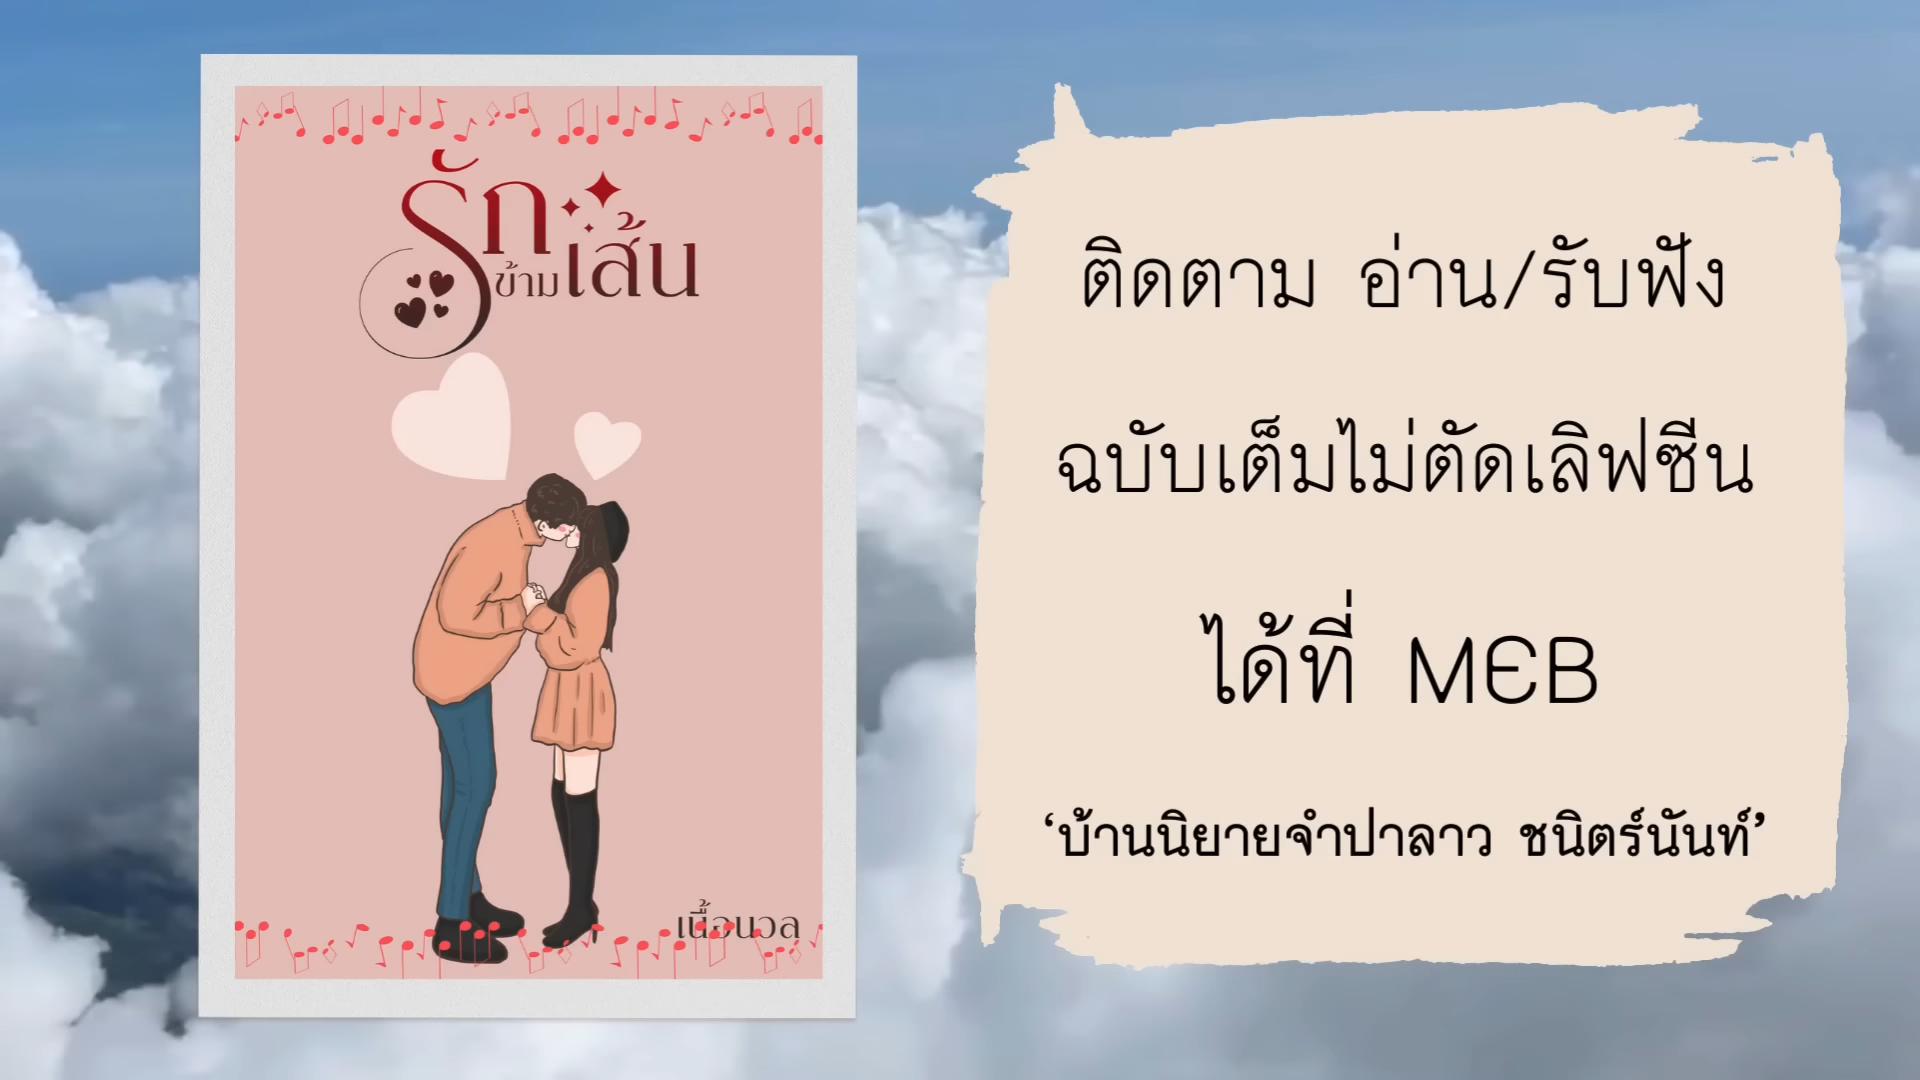 รัก
ข้ามเส้น
เนื้อนวล
ติดตาม อ่าน/รับฟัง
ฉบับเต็มไม่ตัดเลิฟซีน
ได้ที่ MEB
‘บ้านนิยายจำปาลาว ชนิตร์นันท์’